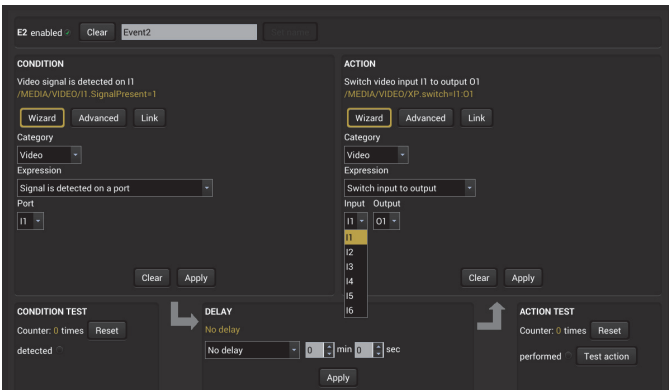 E2 enabled Clear Event2 Set name
CONDITION
Video signal is detected on I1
/MEDIA/VIDEO/I1.SignalPresent=1
Wizard Advanced Link
Category
Video
Expression
Signal is detected on a port
Port
I1
Clear Apply
ACTION
Switch video input I1 to output O1
/MEDIA/VIDEO/XP.switch=I1:O1
Wizard Advanced Link
Category
Video
Expression
Switch input to output
Input Output
I1 O1
I1
I2
I3
I4
I5
I6
Clear Apply
CONDITION TEST
Counter: 0 times Reset
detected
DELAY
No delay
No delay 0 min 0 sec
Apply
ACTION TEST
Counter: 0 times Reset
performed Test action